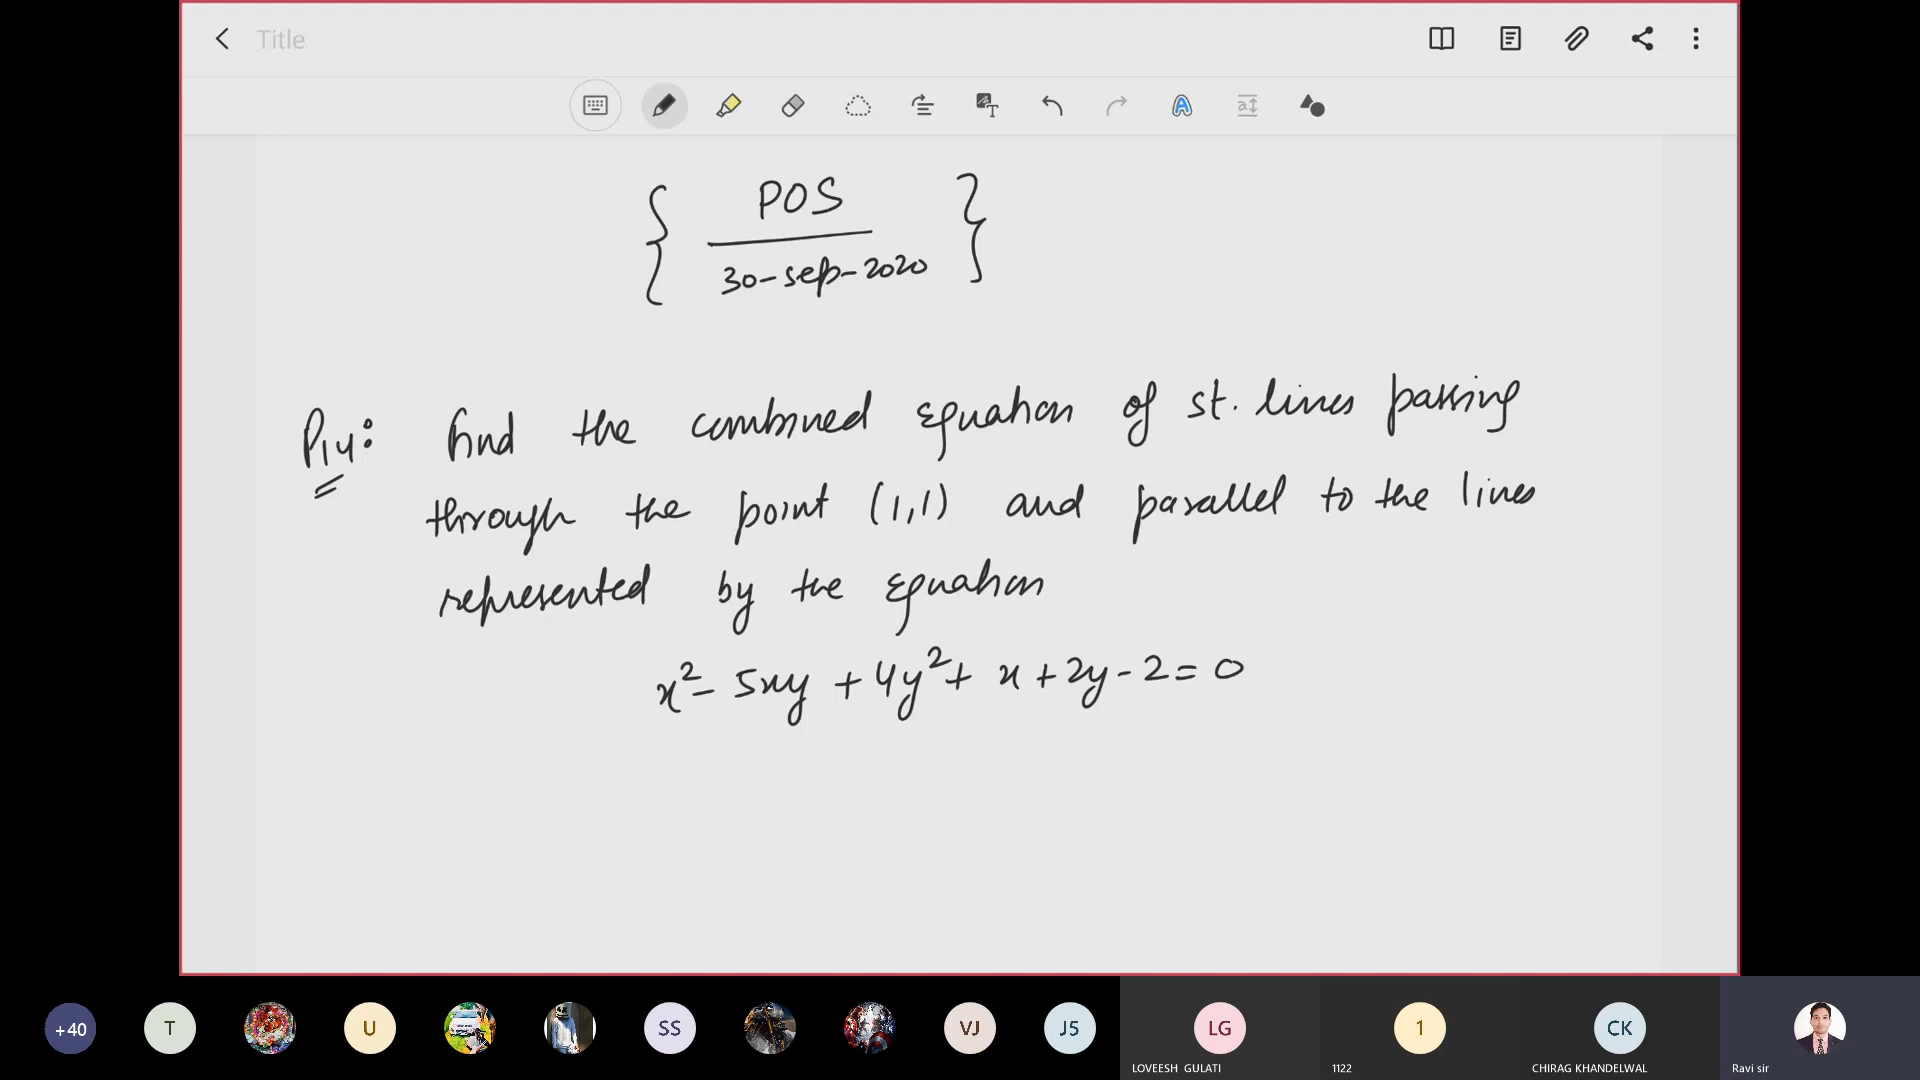 Title
POS
30-sep-2020
P14: find the combined equation of st. lines passing
through the point (1,1) and parallel to the lines
represented by the equation
x² - 5xy + 4y² + x + 2y - 2 = 0
+40
T
U
SS
VJ
J5
LG
1
CK
LOVEESH GULATI
1122
CHIRAG KHANDELWAL
Ravi sir